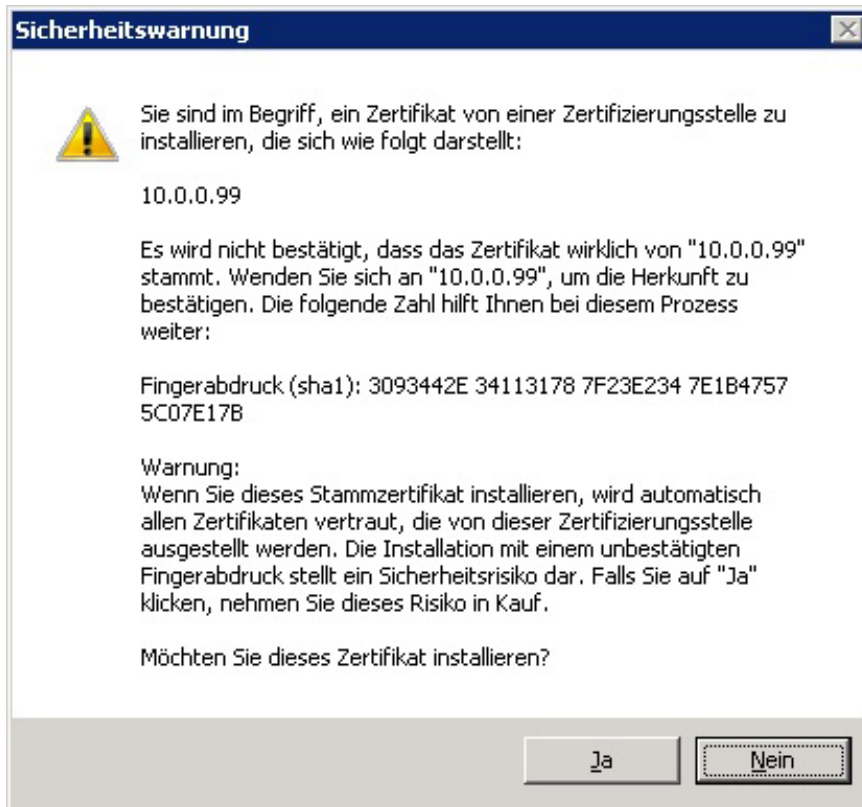 Sicherheitswarnung
Sie sind im Begriff, ein Zertifikat von einer Zertifizierungsstelle zu
installieren, die sich wie folgt darstellt:
10.0.0.99
Es wird nicht bestätigt, dass das Zertifikat wirklich von "10.0.0.99"
stammt. Wenden Sie sich an "10.0.0.99", um die Herkunft zu
bestätigen. Die folgende Zahl hilft Ihnen bei diesem Prozess
weiter:
Fingerabdruck (sha1): 3093442E 34113178 7F23E234 7E1B4757
5C07E17B
Warnung:
Wenn Sie dieses Stammzertifikat installieren, wird automatisch
allen Zertifikaten vertraut, die von dieser Zertifizierungsstelle
ausgestellt werden. Die Installation mit einem unbestätigten
Fingerabdruck stellt ein Sicherheitsrisiko dar. Falls Sie auf "Ja"
klicken, nehmen Sie dieses Risiko in Kauf.
Möchten Sie dieses Zertifikat installieren?
Ja
Nein